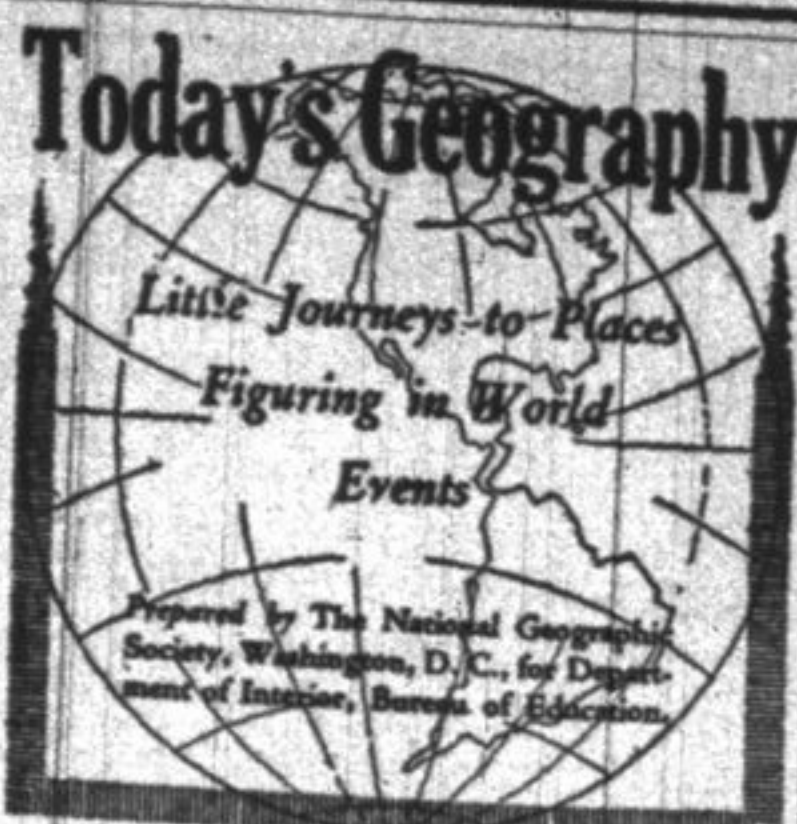 Today's Geography
Little Journeys to Places
Figuring in World
Events
Prepared by The National Geographic
Society, Washington, D. C., for Depart-
ment of Interior, Bureau of Education.